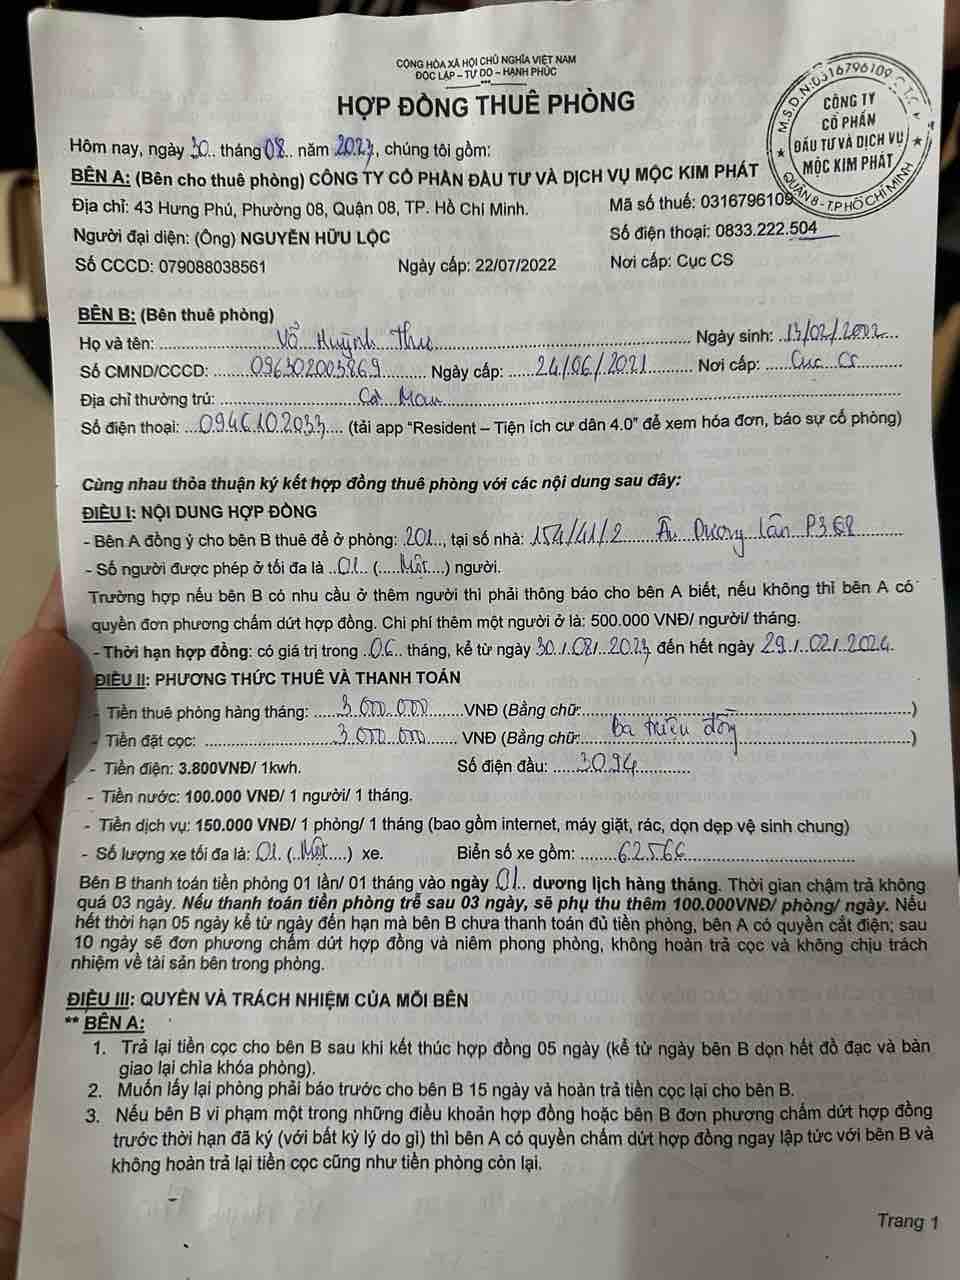 CỘNG HÒA XÃ HỘI CHỦ NGHĨA VIỆT NAM
ĐỘC LẬP – TỰ DO – HẠNH PHÚC
HỢP ĐỒNG THUÊ PHÒNG
M.S.D.N:0316796109
CÔNG TY
CỔ PHẦN
ĐẦU TƯ VÀ DỊCH VỤ
MỘC KIM PHÁT
QUẬN 8 - T.P HỒ CHÍ MINH
Hôm nay, ngày 30.. tháng 08.. năm 2023, chúng tôi gồm:
BÊN A: (Bên cho thuê phòng) CÔNG TY CỔ PHẦN ĐẦU TƯ VÀ DỊCH VỤ MỘC KIM PHÁT
Địa chỉ: 43 Hưng Phú, Phường 08, Quận 08, TP. Hồ Chí Minh. Mã số thuế: 0316796109
Người đại diện: (Ông) NGUYỄN HỮU LỘC Số điện thoại: 0833.222.504
Số CCCD: 079088038561 Ngày cấp: 22/07/2022 Nơi cấp: Cục CS
BÊN B: (Bên thuê phòng)
Họ và tên: Võ Huỳnh Thư Ngày sinh: 13/02/2002
Số CMND/CCCD: 096302003869 Ngày cấp: 24/06/2021 Nơi cấp: Cục CS
Địa chỉ thường trú: Cà Mau
Số điện thoại: 0946102033 (tải app “Resident – Tiện ích cư dân 4.0” để xem hóa đơn, báo sự cố phòng)
Cùng nhau thỏa thuận ký kết hợp đồng thuê phòng với các nội dung sau đây:
ĐIỀU I: NỘI DUNG HỢP ĐỒNG
- Bên A đồng ý cho bên B thuê để ở phòng: 201.., tại số nhà: 154/41/2 Âu Dương Lân P3 Q8
- Số người được phép ở tối đa là ..01.. (....Một....) người.
Trường hợp nếu bên B có nhu cầu ở thêm người thì phải thông báo cho bên A biết, nếu không thì bên A có
quyền đơn phương chấm dứt hợp đồng. Chi phí thêm một người ở là: 500.000 VNĐ/ người/ tháng.
- Thời hạn hợp đồng: có giá trị trong ..06.. tháng, kể từ ngày 30./.08/..2023 đến hết ngày 29./..02/..2024.
ĐIỀU II: PHƯƠNG THỨC THUÊ VÀ THANH TOÁN
- Tiền thuê phòng hàng tháng: 3.000.000 VNĐ (Bằng chữ: )
- Tiền đặt cọc: 3.000.000 VNĐ (Bằng chữ: Ba triệu đồng )
- Tiền điện: 3.800VNĐ/ 1kwh. Số điện đầu: 3094
- Tiền nước: 100.000 VNĐ/ 1 người/ 1 tháng.
- Tiền dịch vụ: 150.000 VNĐ/ 1 phòng/ 1 tháng (bao gồm internet, máy giặt, rác, dọn dẹp vệ sinh chung)
- Số lượng xe tối đa là: 01. (..Một....) xe. Biển số xe gồm: 62566
Bên B thanh toán tiền phòng 01 lần/ 01 tháng vào ngày 01.. dương lịch hàng tháng. Thời gian chậm trả không
quá 03 ngày. Nếu thanh toán tiền phòng trễ sau 03 ngày, sẽ phụ thu thêm 100.000VNĐ/ phòng/ ngày. Nếu
hết thời hạn 05 ngày kể từ ngày đến hạn mà bên B chưa thanh toán đủ tiền phòng, bên A có quyền cắt điện; sau
10 ngày sẽ đơn phương chấm dứt hợp đồng và niêm phong phòng, không hoàn trả cọc và không chịu trách
nhiệm về tài sản bên trong phòng.
ĐIỀU III: QUYỀN VÀ TRÁCH NHIỆM CỦA MỖI BÊN
** BÊN A:
1. Trả lại tiền cọc cho bên B sau khi kết thúc hợp đồng 05 ngày (kể từ ngày bên B dọn hết đồ đạc và bàn
giao lại chìa khóa phòng).
2. Muốn lấy lại phòng phải báo trước cho bên B 15 ngày và hoàn trả tiền cọc lại cho bên B.
3. Nếu bên B vi phạm một trong những điều khoản hợp đồng hoặc bên B đơn phương chấm dứt hợp đồng
trước thời hạn đã ký (với bất kỳ lý do gì) thì bên A có quyền chấm dứt hợp đồng ngay lập tức với bên B và
không hoàn trả lại tiền cọc cũng như tiền phòng còn lại.
Trang 1